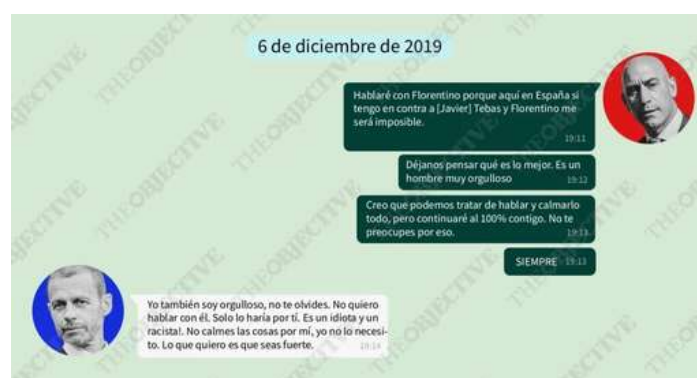 6 de diciembre de 2019
Hablaré con Florentino porque aquí en España si
tengo en contra a [Javier] Tebas y Florentino me
será imposible.
19:11
Déjanos pensar qué es lo mejor. Es un
hombre muy orgulloso 19:12
Creo que podemos tratar de hablar y calmarlo
todo, pero continuaré al 100% contigo. No te
preocupes por eso. 19:13
SIEMPRE 19:13
Yo también soy orgulloso, no te olvides. No quiero
hablar con él. Solo lo haría por tí. Es un idiota y un
racista!. No calmes las cosas por mí, yo no lo necesi-
to. Lo que quiero es que seas fuerte. 19:14
THE OBJECTIVE